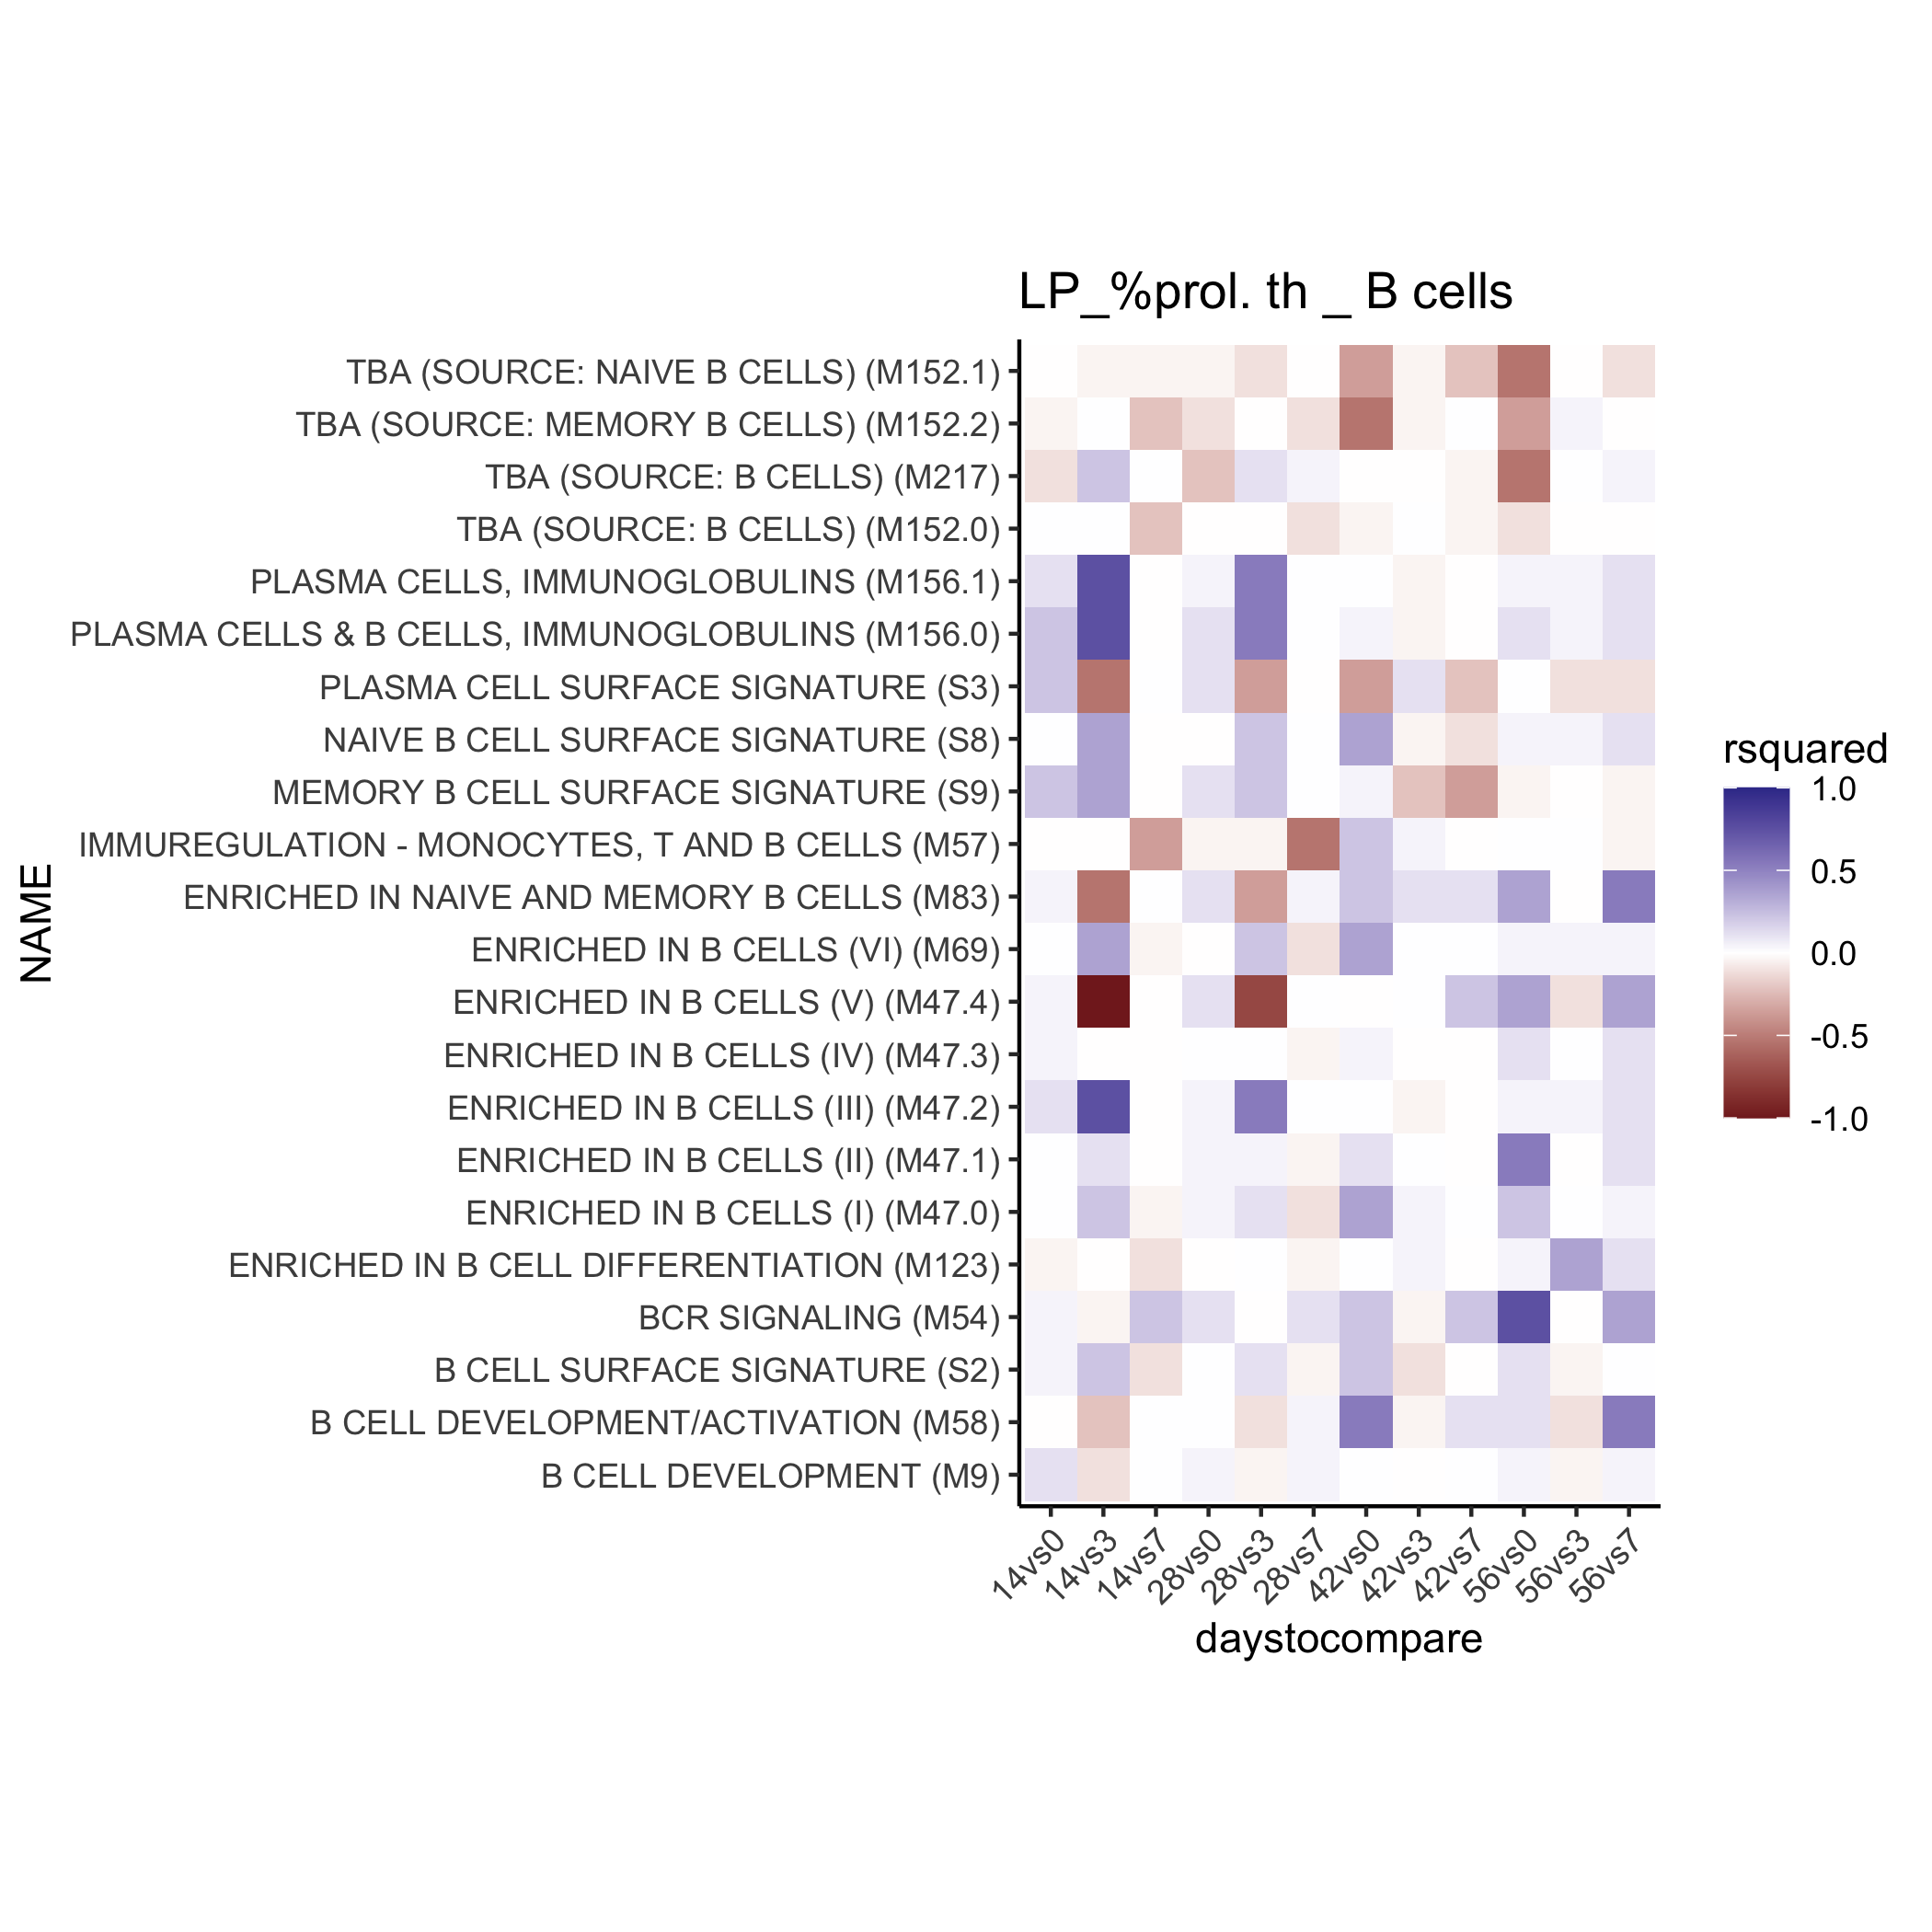 LP_%prol. th _ B cells
TBA (SOURCE: NAIVE B CELLS) (M152.1)
TBA (SOURCE: MEMORY B CELLS) (M152.2)
TBA (SOURCE: B CELLS) (M217)
TBA (SOURCE: B CELLS) (M152.0)
PLASMA CELLS, IMMUNOGLOBULINS (M156.1)
PLASMA CELLS & B CELLS, IMMUNOGLOBULINS (M156.0)
PLASMA CELL SURFACE SIGNATURE (S3)
NAIVE B CELL SURFACE SIGNATURE (S8)
MEMORY B CELL SURFACE SIGNATURE (S9)
IMMUREGULATION - MONOCYTES, T AND B CELLS (M57)
ENRICHED IN NAIVE AND MEMORY B CELLS (M83)
ENRICHED IN B CELLS (VI) (M69)
ENRICHED IN B CELLS (V) (M47.4)
ENRICHED IN B CELLS (IV) (M47.3)
ENRICHED IN B CELLS (III) (M47.2)
ENRICHED IN B CELLS (II) (M47.1)
ENRICHED IN B CELLS (I) (M47.0)
ENRICHED IN B CELL DIFFERENTIATION (M123)
BCR SIGNALING (M54)
B CELL SURFACE SIGNATURE (S2)
B CELL DEVELOPMENT/ACTIVATION (M58)
B CELL DEVELOPMENT (M9)
NAME
14vs0
14vs3
14vs7
28vs0
28vs3
28vs7
42vs0
42vs3
42vs7
56vs0
56vs3
56vs7
daystocompare
rsquared
1.0
0.5
0.0
-0.5
-1.0